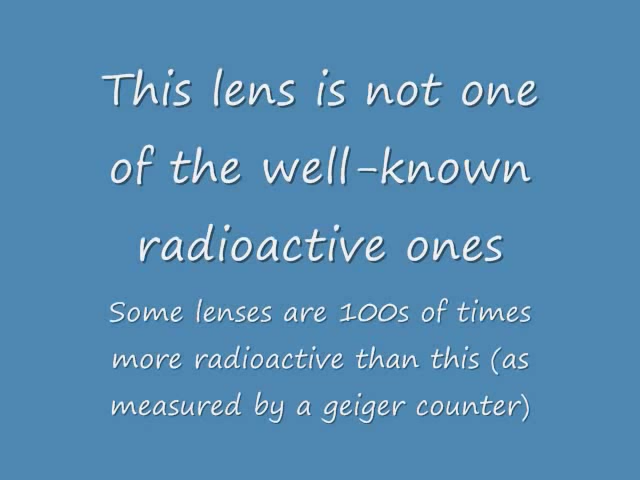 This lens is not one
of the well-known
radioactive ones
Some lenses are 100s of times
more radioactive than this (as
measured by a geiger counter)